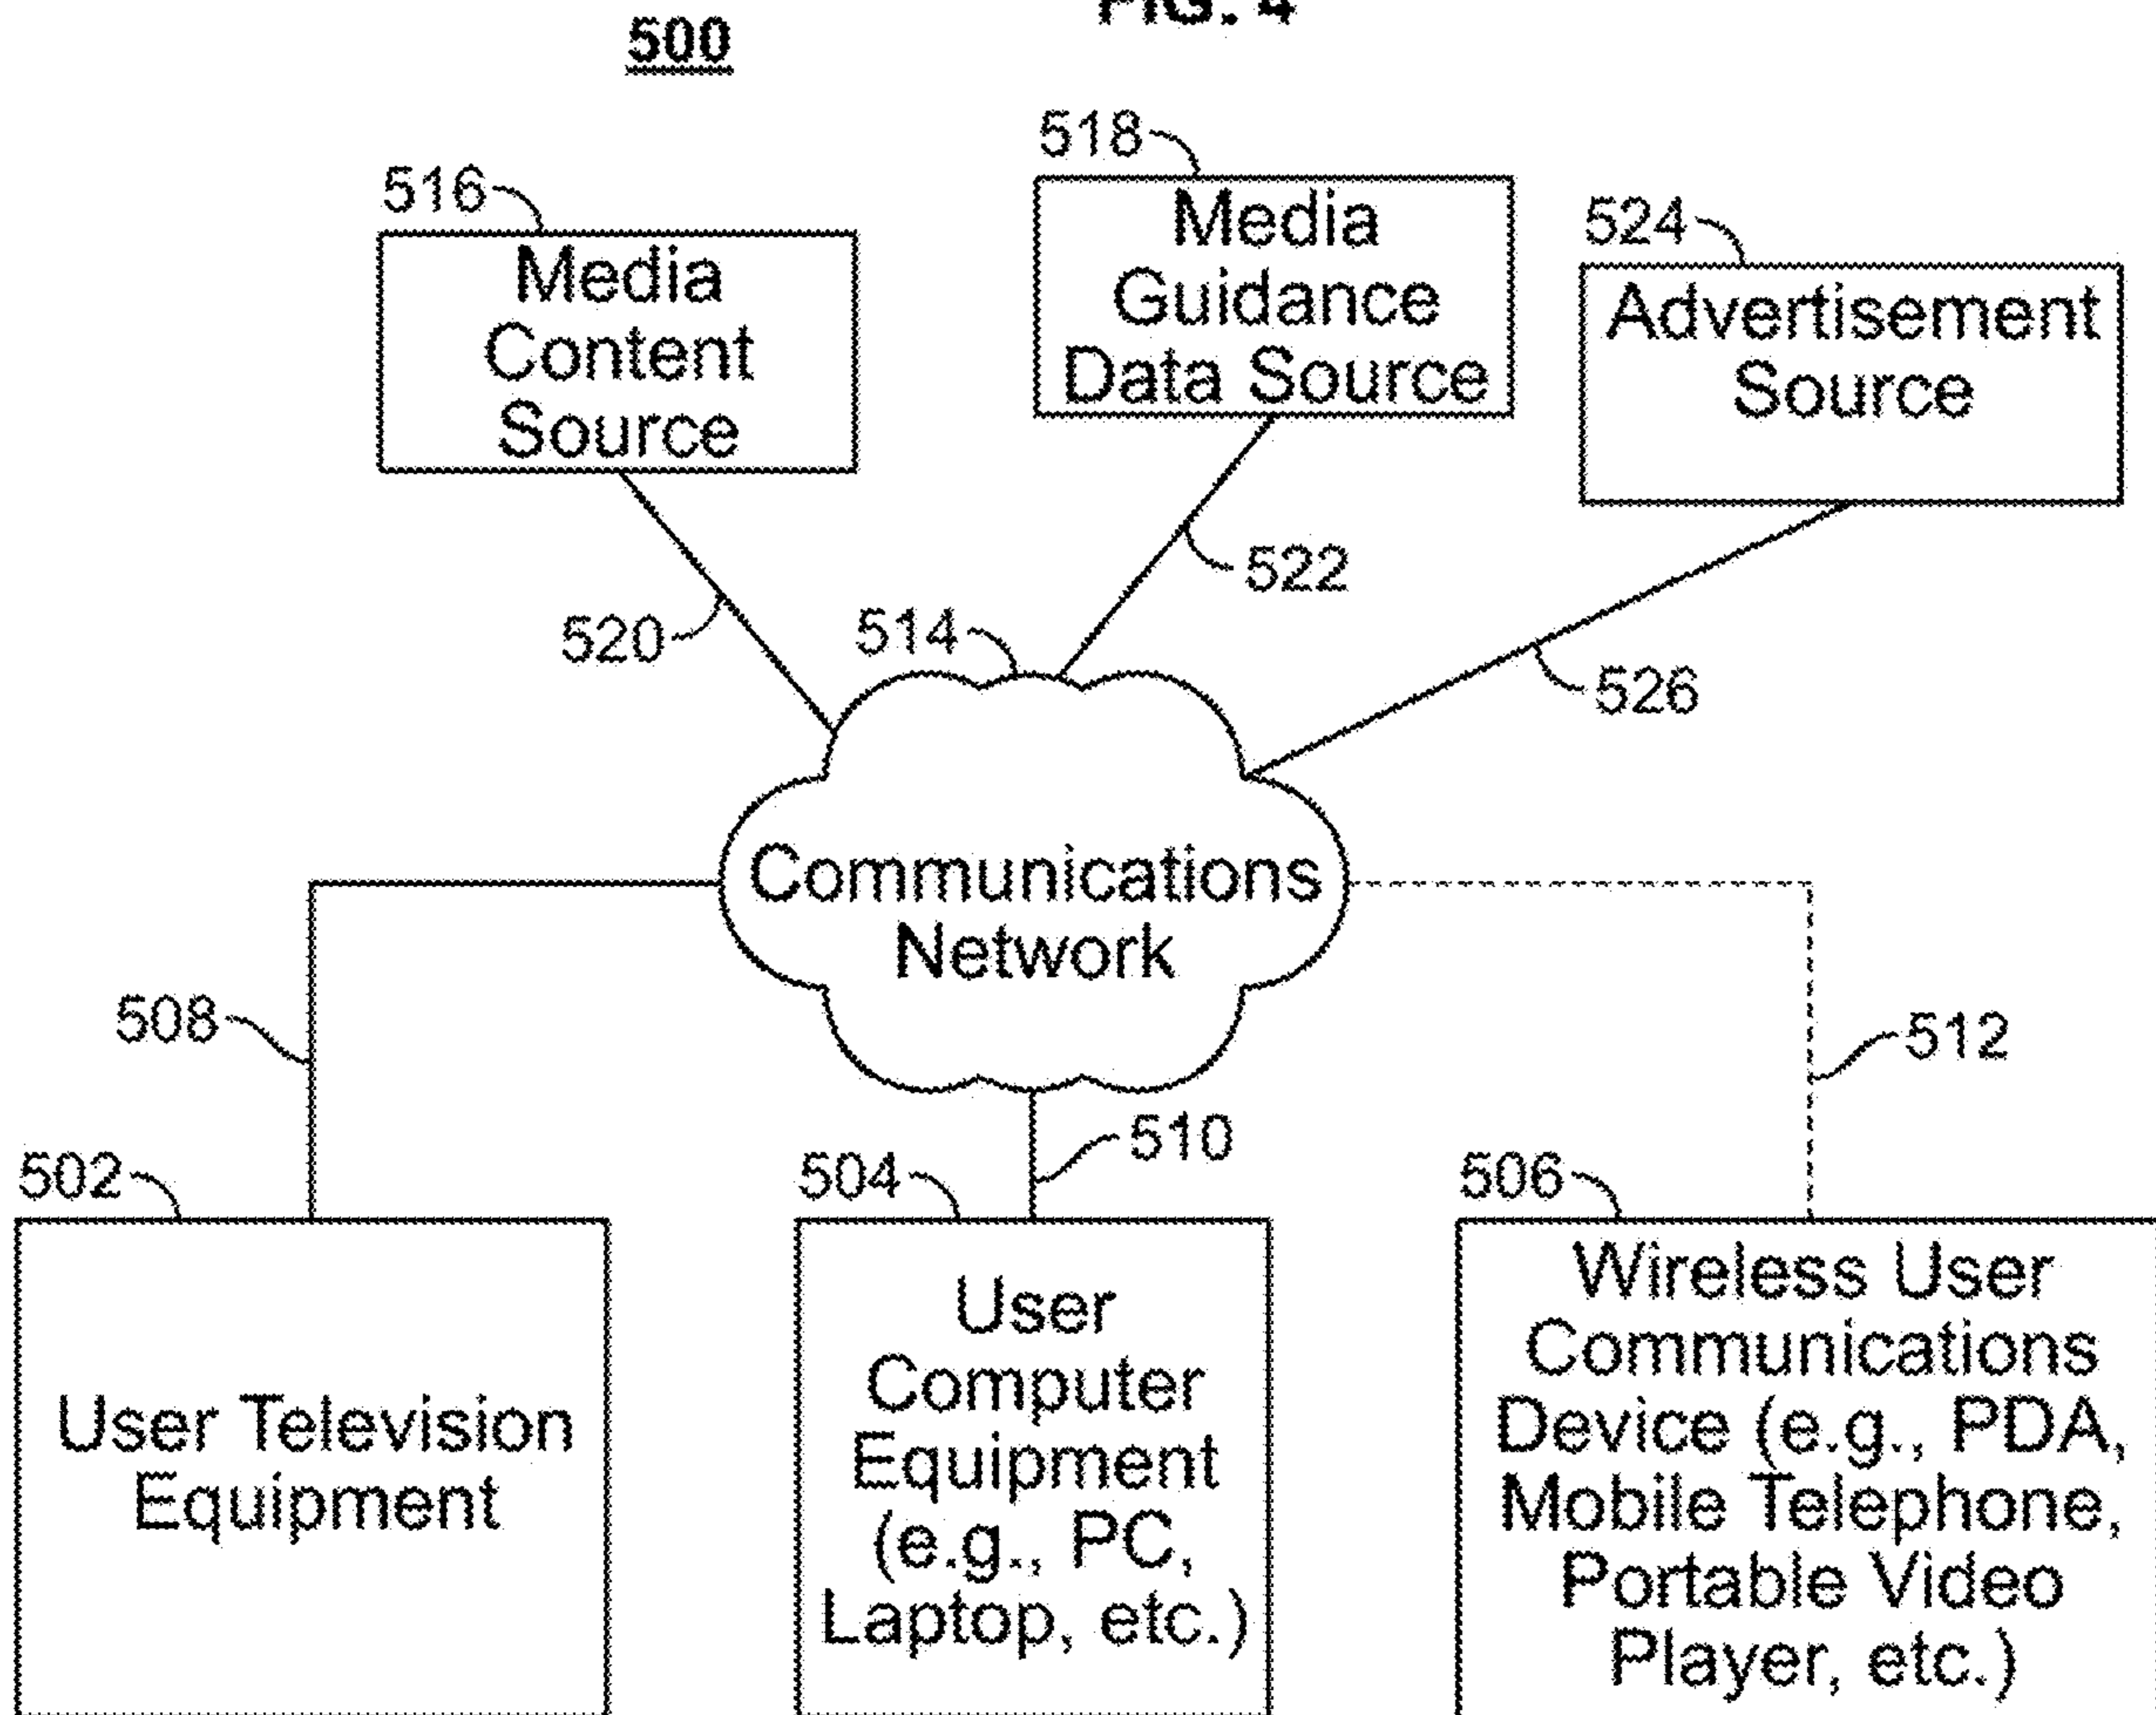 FIG. 4
500
518
516
524
Media
Guidance
Data Source
Media
Content
Source
Advertisement
Source
522
520
514
526
Communications
Network
508
512
510
502
504
506
User Television
Equipment
User
Computer
Equipment
(e.g., PC,
Laptop, etc.)
Wireless User
Communications
Device (e.g., PDA,
Mobile Telephone,
Portable Video
Player, etc.)